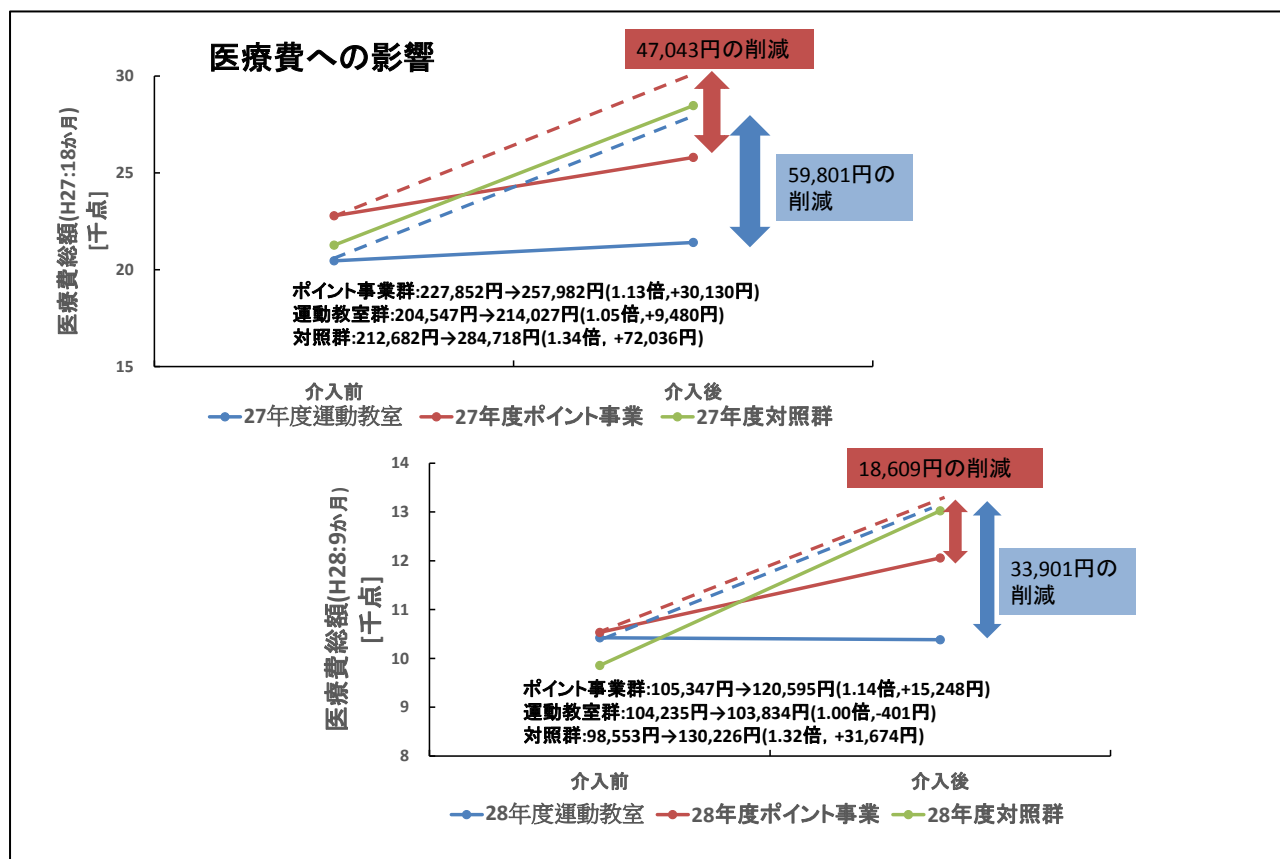 医療費への影響
47,043円の削減
59,801円の
削減
医療費総額(H27:18か月)
[千点]
30
25
20
15
ポイント事業群:227,852円→257,982円(1.13倍,+30,130円)
運動教室群:204,547円→214,027円(1.05倍,+9,480円)
対照群:212,682円→284,718円(1.34倍, +72,036円)
介入前
介入後
27年度運動教室
27年度ポイント事業
27年度対照群
18,609円の削減
33,901円の
削減
医療費総額(H28:9か月)
[千点]
14
13
12
11
10
9
8
ポイント事業群:105,347円→120,595円(1.14倍,+15,248円)
運動教室群:104,235円→103,834円(1.00倍,-401円)
対照群:98,553円→130,226円(1.32倍, +31,674円)
介入前
介入後
28年度運動教室
28年度ポイント事業
28年度対照群